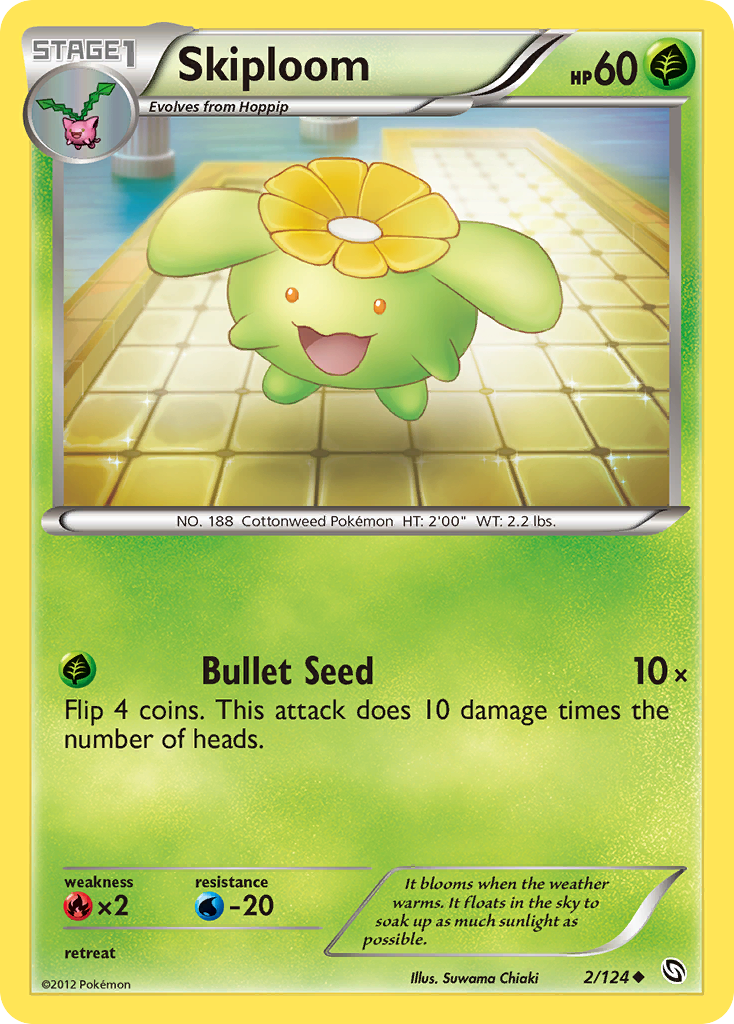 STAGE1
Skiploom
HP60
Evolves from Hoppip
NO. 188 Cottonweed Pokémon HT: 2'00" WT: 2.2 lbs.
Bullet Seed 10×
Flip 4 coins. This attack does 10 damage times the
number of heads.
weakness
×2
resistance
-20
retreat
It blooms when the weather
warms. It floats in the sky to
soak up as much sunlight as
possible.
©2012 Pokémon
Illus. Suwama Chiaki
2/124